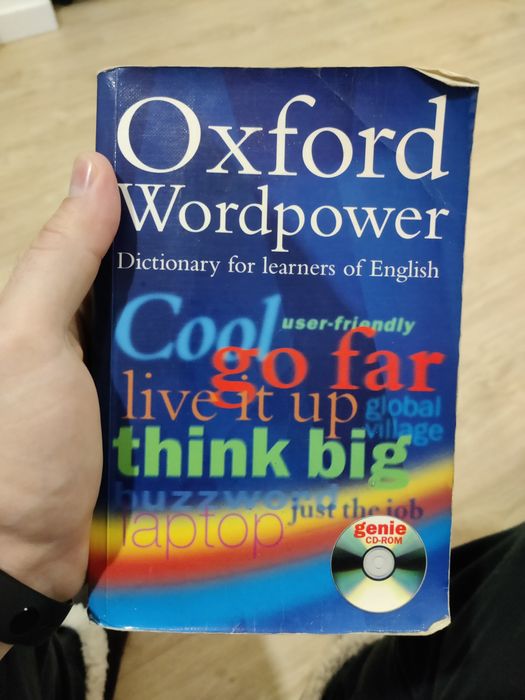 Oxford
Wordpower
Dictionary for learners of English
Cool
user-friendly
go far
live it up
global
village
think big
buzzword
just the job
laptop
genie
CD-ROM